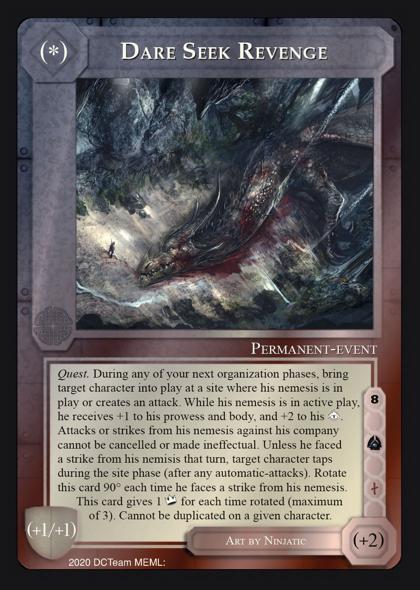 (*)
DARE SEEK REVENGE
PERMANENT-EVENT
Quest. During any of your next organization phases, bring
target character into play at a site where his nemesis is in
play or creates an attack. While his nemesis is in active play,
he receives +1 to his prowess and body, and +2 to his
Attacks or strikes from his nemesis against his company
cannot be cancelled or made ineffectual. Unless he faced
a strike from his nemisis that turn, target character taps
during the site phase (after any automatic-attacks). Rotate
this card 90° each time he faces a strike from his nemesis.
This card gives 1 for each time rotated (maximum
of 3). Cannot be duplicated on a given character.
8
(+1/+1)
ART BY NINJATIC
(+2)
2020 DCTeam MEML: